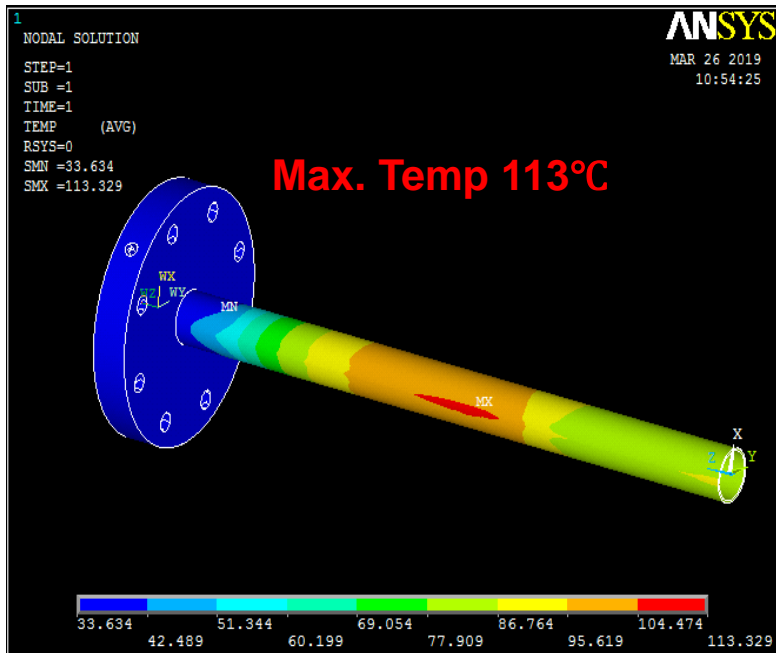 1
NODAL SOLUTION
STEP=1
SUB =1
TIME=1
TEMP (AVG)
RSYS=0
SMN =33.634
SMX =113.329
ANSYS
MAR 26 2019
10:54:25
Max. Temp 113℃
WX
WZ WY
MN
MX
X
Z Y
33.634 51.344 69.054 86.764 104.474
42.489 60.199 77.909 95.619 113.329